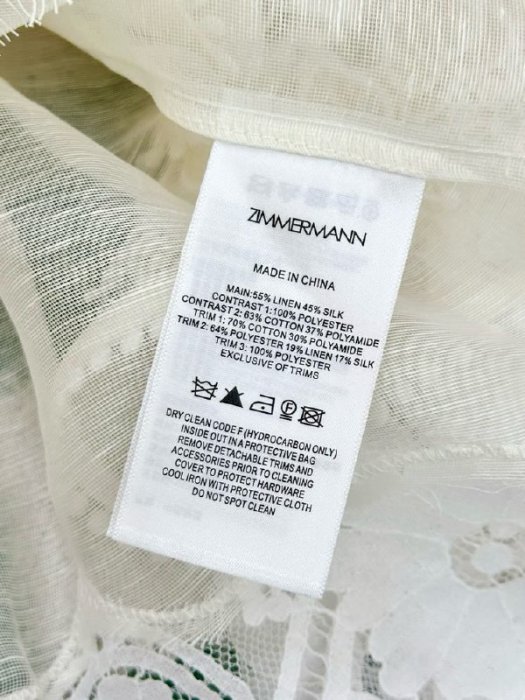 ZIMMERMANN
MADE IN CHINA
MAIN: 55% LINEN 45% SILK
CONTRAST 1: 100% POLYESTER
CONTRAST 2: 63% COTTON 37% POLYAMIDE
TRIM 1: 70% COTTON 30% POLYAMIDE
TRIM 2: 64% POLYESTER 19% LINEN 17% SILK
TRIM 3: 100% POLYESTER
EXCLUSIVE OF TRIMS
F
DRY CLEAN CODE F (HYDROCARBON ONLY)
INSIDE OUT IN A PROTECTIVE BAG
REMOVE DETACHABLE TRIMS AND
ACCESSORIES PRIOR TO CLEANING
COVER TO PROTECT HARDWARE
COOL IRON WITH PROTECTIVE CLOTH
DO NOT SPOT CLEAN